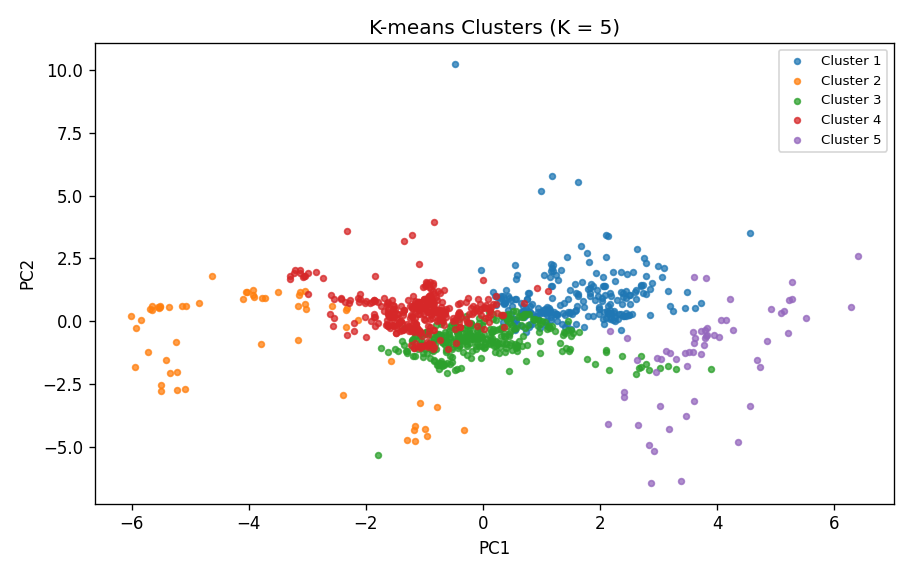 K-means Clusters (K = 5)
PC2
10.0
7.5
5.0
2.5
0.0
−2.5
−5.0
Cluster 1
Cluster 2
Cluster 3
Cluster 4
Cluster 5
−6 −4 −2 0 2 4 6
PC1